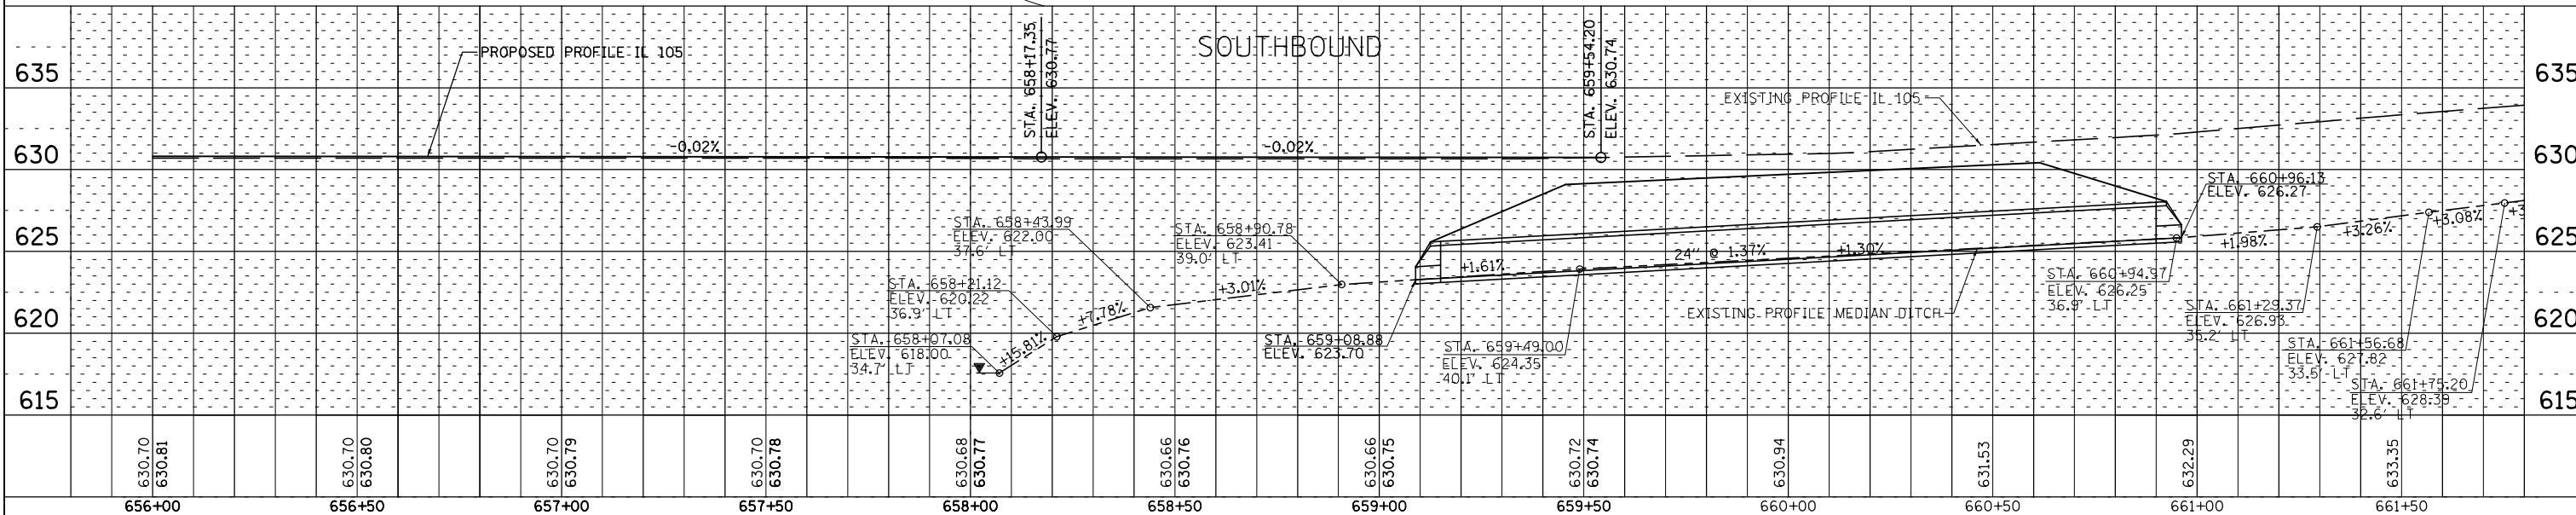 SOUTHBOUND
PROPOSED PROFILE IL 105
STA. 658+17.35
ELEV. 630.77
STA. 659+54.20
ELEV. 630.74
635
635
EXISTING PROFILE IL 105
630
-0.02%
-0.02%
630
STA. 660+96.13
ELEV. 626.27
STA. 658+43.99
ELEV. 622.00
37.6' LT
STA. 658+90.78
ELEV. 623.41
39.0' LT
625
625
+1.61%
24" @ 1.37%
+1.30%
+1.98%
+3.26%
+3.08%
+3
STA. 658+21.12
ELEV. 620.22
36.9' LT
+3.01%
+7.78%
+15.81%
STA. 660+94.97
ELEV. 626.25
36.9' LT
STA. 661+29.37
ELEV. 626.93
35.2' LT
EXISTING PROFILE MEDIAN DITCH
620
620
STA. 658+07.08
ELEV. 618.00
34.7' LT
STA. 659+08.88
ELEV. 623.70
STA. 659+49.00
ELEV. 624.35
40.1' LT
STA. 661+56.68
ELEV. 627.82
33.5' LT
STA. 661+75.20
ELEV. 628.39
32.6' LT
615
615
630.70
630.81
630.70
630.80
630.70
630.79
630.70
630.78
630.68
630.77
630.66
630.76
630.66
630.75
630.72
630.74
630.94
631.53
632.29
633.35
656+00
656+50
657+00
657+50
658+00
658+50
659+00
659+50
660+00
660+50
661+00
661+50